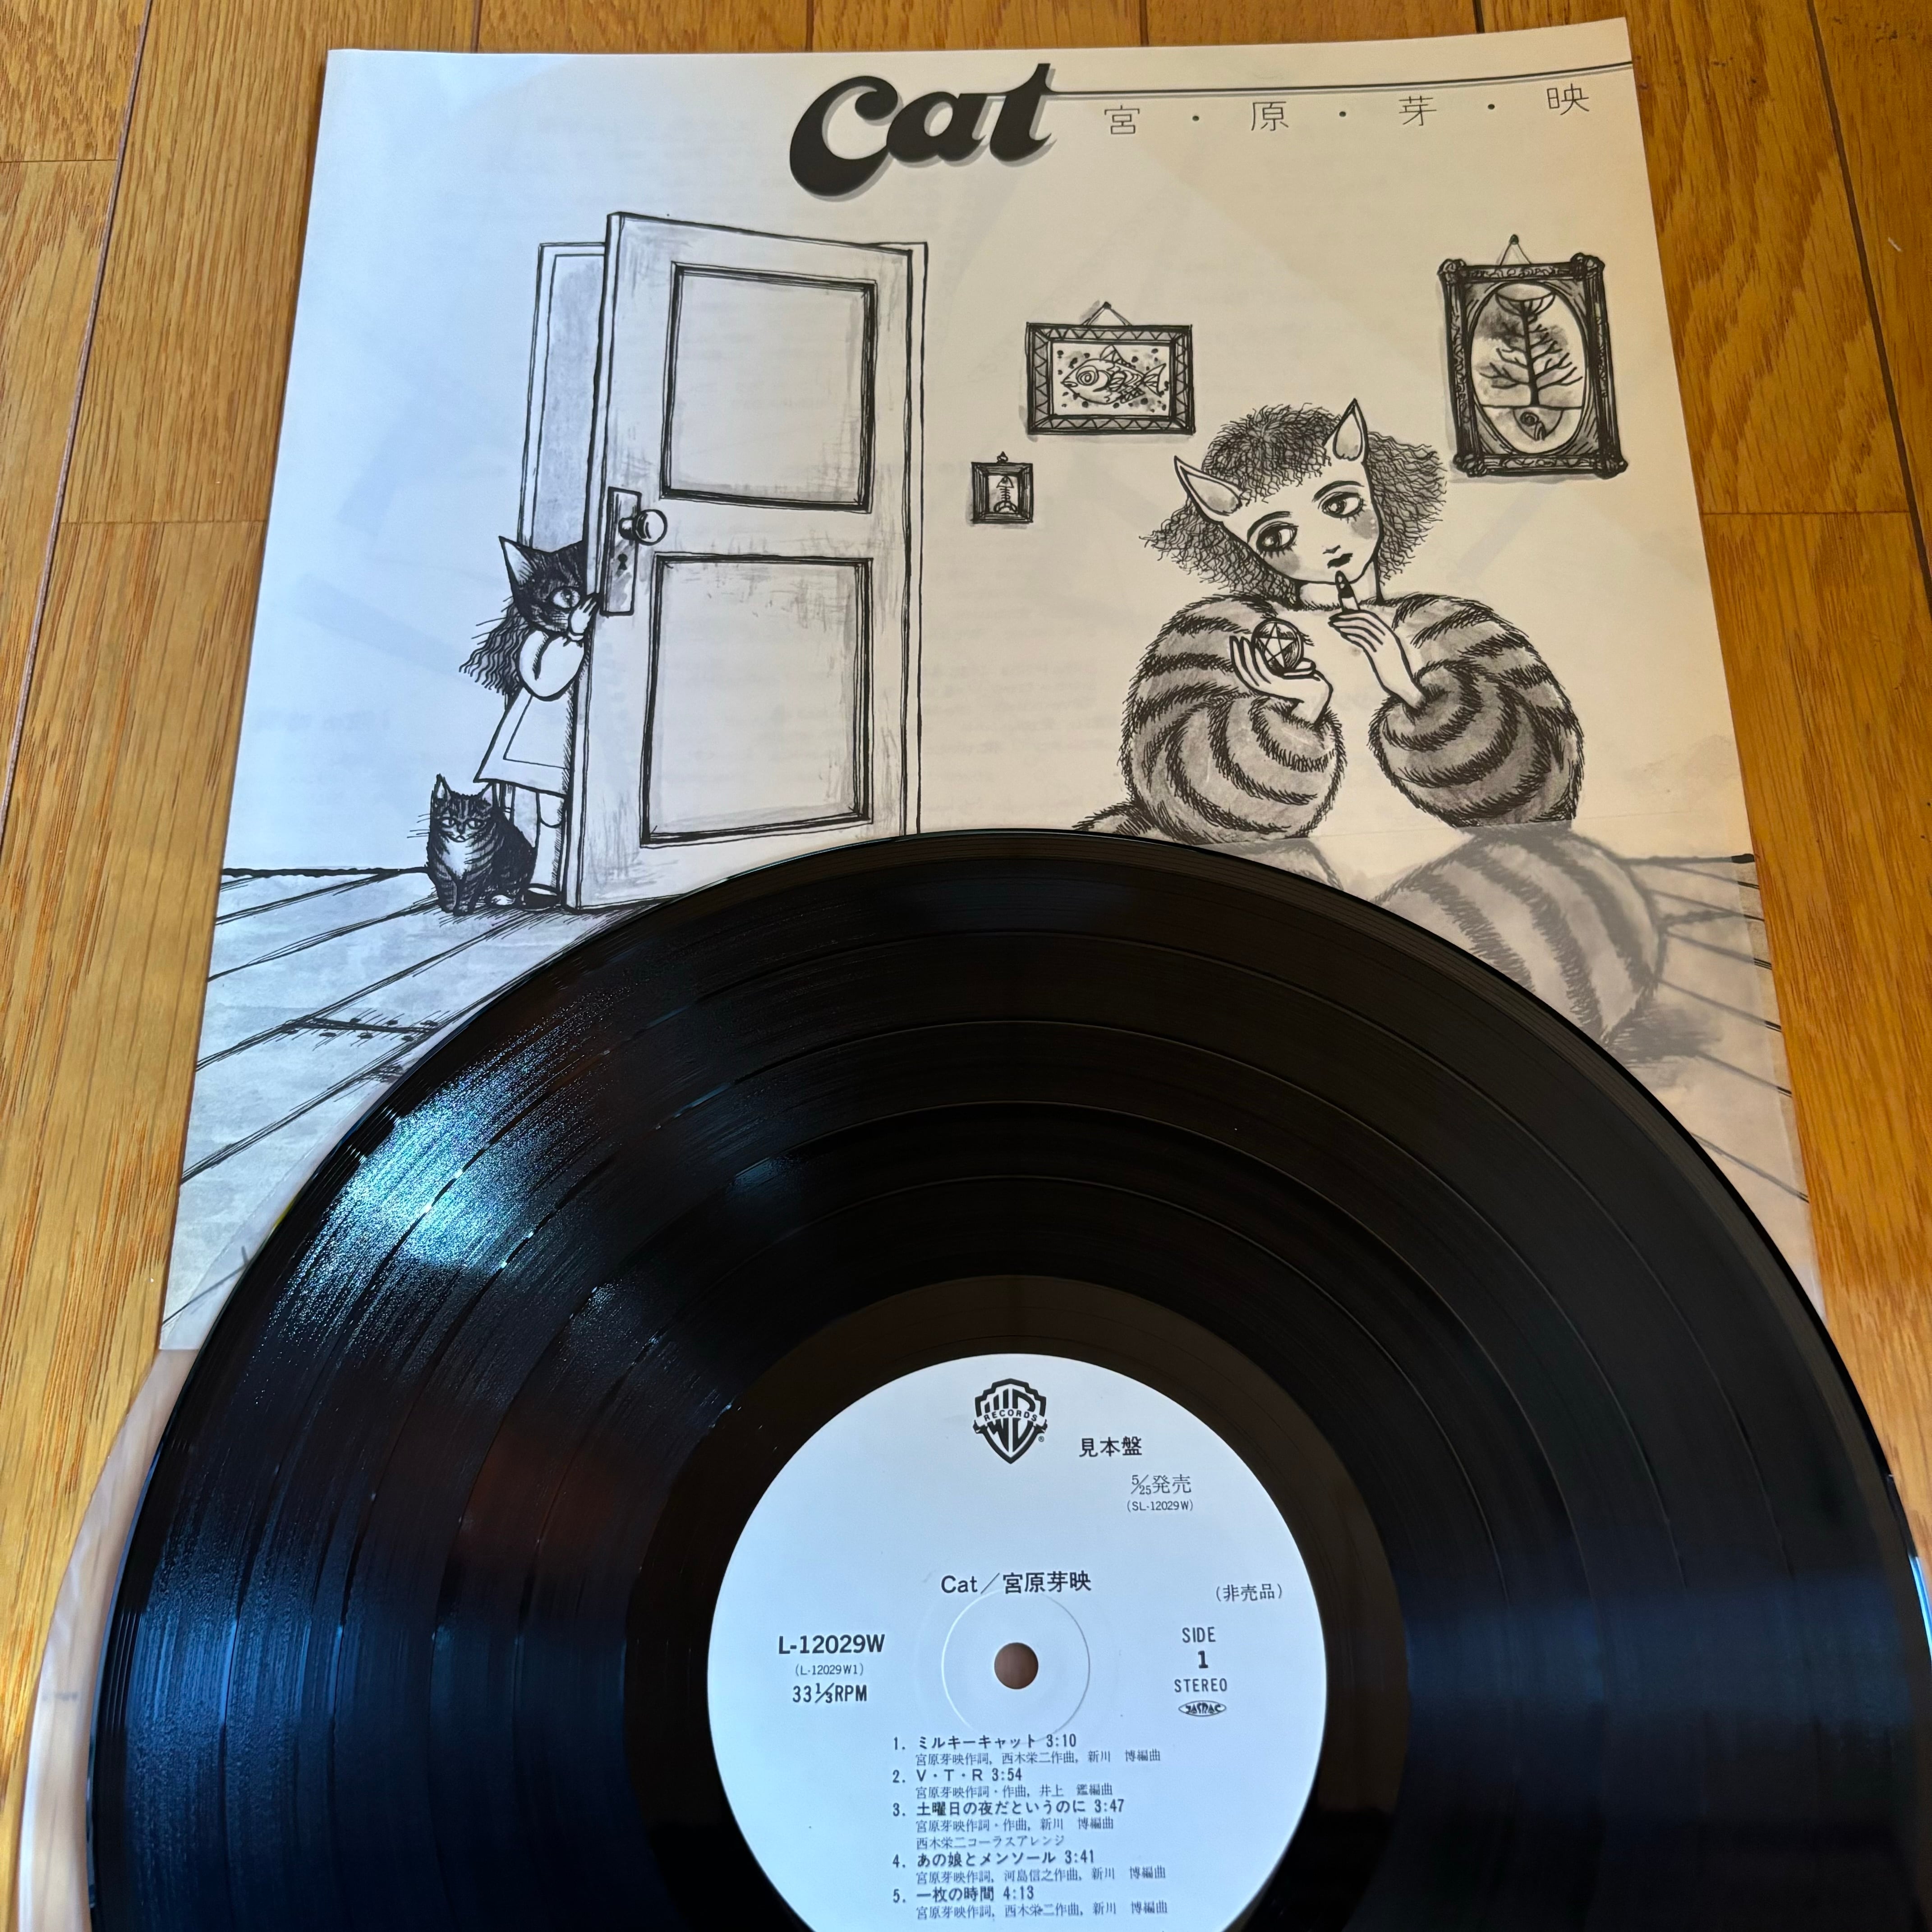 Cat 宮・原・芽・映
WB RECORDS ®
見本盤
5/25発売
(SL-12029W)
Cat／宮原芽映
(非売品)
L-12029W
(L-12029W1)
33⅓RPM
SIDE
1
STEREO
JASRAC
1. ミルキーキャット 3:10
宮原芽映作詞, 西木栄二作曲, 新川 博編曲
2. V・T・R 3:54
宮原芽映作詞・作曲, 井上 鑑編曲
3. 土曜日の夜だというのに 3:47
宮原芽映作詞・作曲, 新川 博編曲
西木栄二コーラスアレンジ
4. あの娘とメンソール 3:41
宮原芽映作詞, 河島信之作曲, 新川 博編曲
5. 一枚の時間 4:13
宮原芽映作詞, 西木栄二作曲, 新川 博編曲